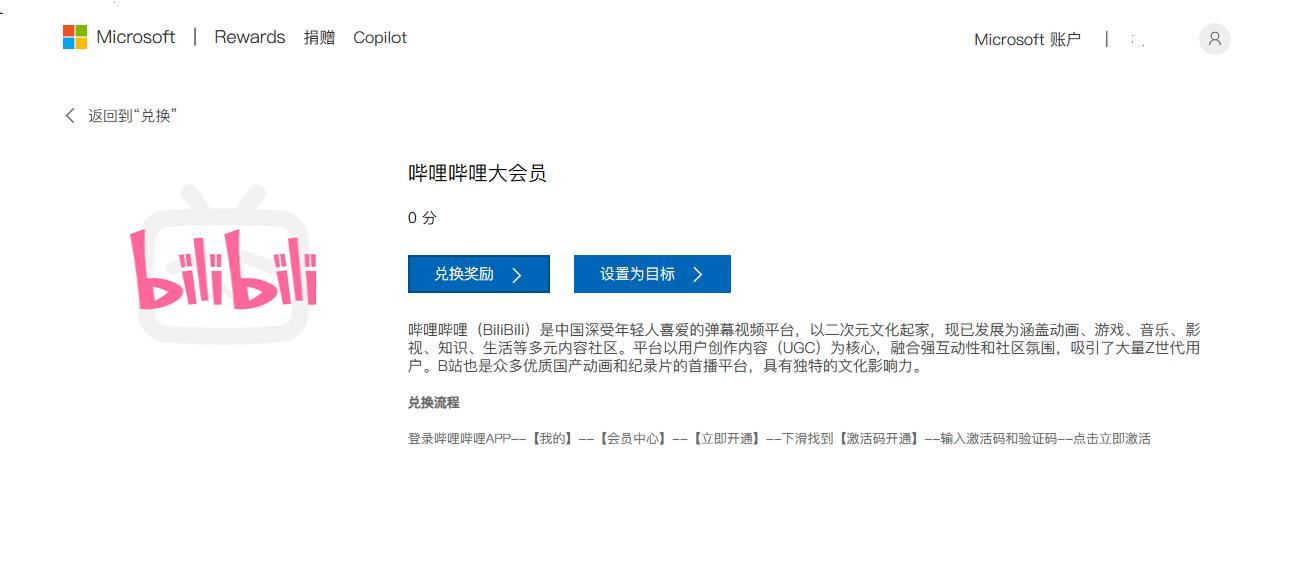 Microsoft | Rewards 捐赠 Copilot Microsoft 账户 |
返回到“兑换”
bilibili
哔哩哔哩大会员
0 分
兑换奖励 设置为目标
哔哩哔哩（BiliBili）是中国深受年轻人喜爱的弹幕视频平台，以二次元文化起家，现已发展为涵盖动画、游戏、音乐、影
视、知识、生活等多元内容社区。平台以用户创作内容（UGC）为核心，融合强互动性和社区氛围，吸引了大量Z世代用
户。B站也是众多优质国产动画和纪录片的首播平台，具有独特的文化影响力。
兑换流程
登录哔哩哔哩APP--【我的】--【会员中心】--【立即开通】--下滑找到【激活码开通】--输入激活码和验证码--点击立即激活